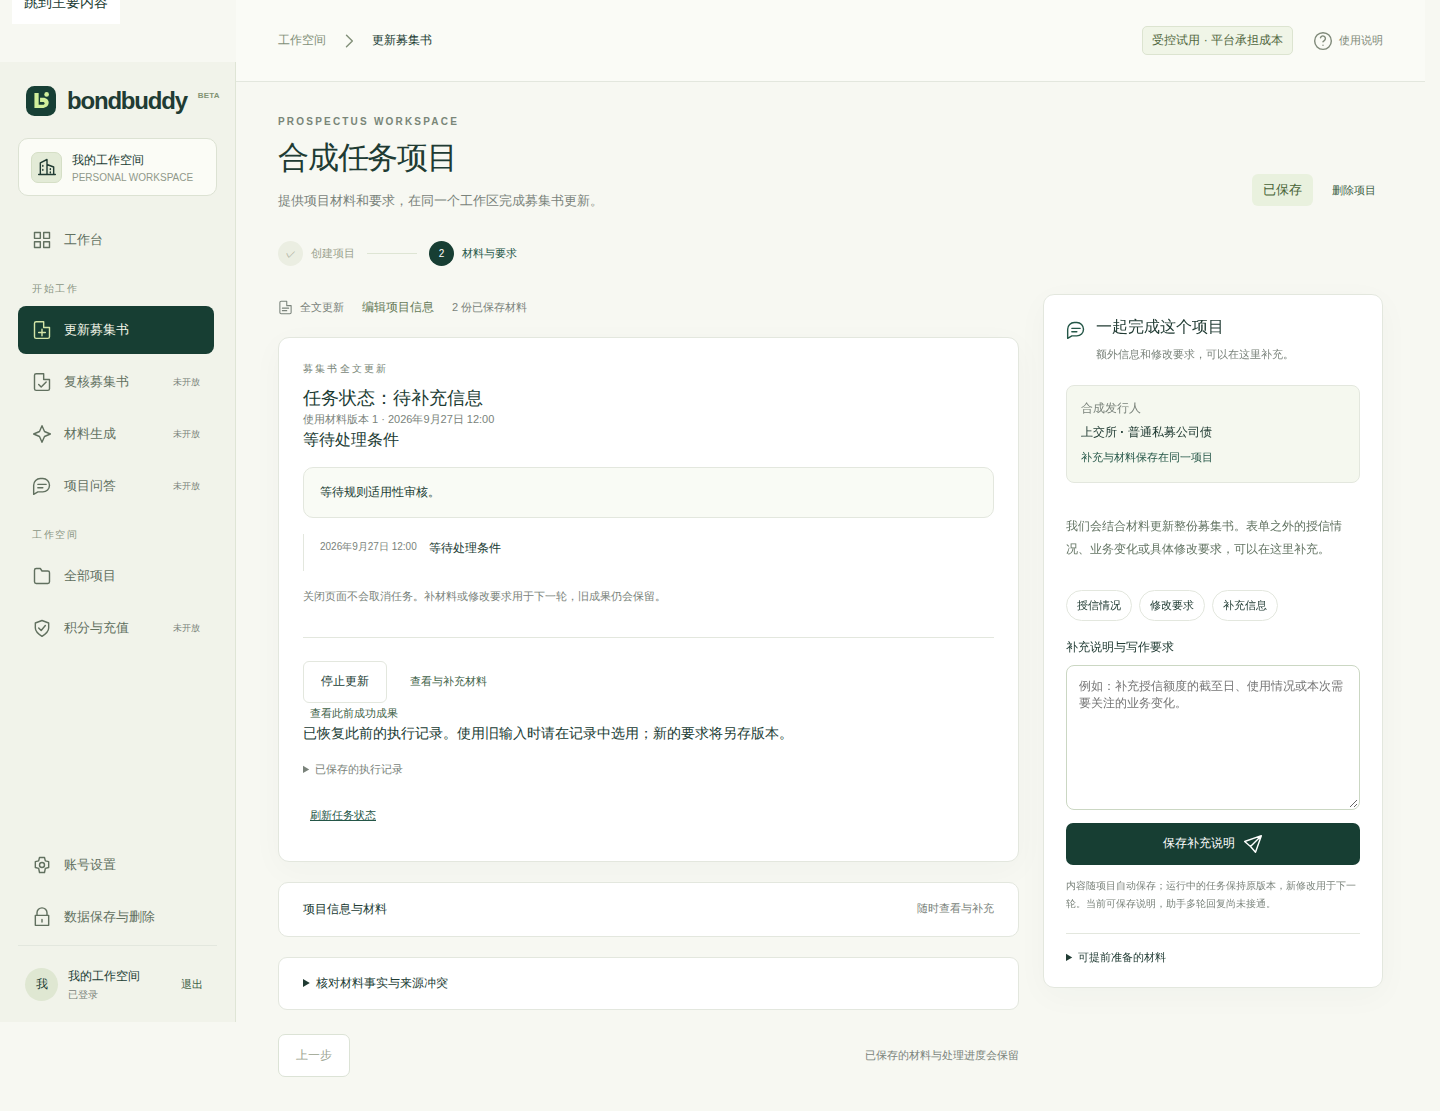 跳到主要内容
bondbuddy BETA
我的工作空间
PERSONAL WORKSPACE
工作台
开始工作
更新募集书
复核募集书 未开放
材料生成 未开放
项目问答 未开放
工作空间
全部项目
积分与充值 未开放
账号设置
数据保存与删除
我 我的工作空间
已登录
退出
工作空间 更新募集书
受控试用 · 平台承担成本 使用说明
PROSPECTUS WORKSPACE
合成任务项目
提供项目材料和要求，在同一个工作区完成募集书更新。
已保存 删除项目
创建项目 2 材料与要求
全文更新 编辑项目信息 2 份已保存材料
募集书全文更新
任务状态：待补充信息
使用材料版本 1 · 2026年9月27日 12:00
等待处理条件
等待规则适用性审核。
2026年9月27日 12:00 等待处理条件
关闭页面不会取消任务。补材料或修改要求用于下一轮，旧成果仍会保留。
停止更新 查看与补充材料
查看此前成功成果
已恢复此前的执行记录。使用旧输入时请在记录中选用；新的要求将另存版本。
已保存的执行记录
刷新任务状态
项目信息与材料 随时查看与补充
核对材料事实与来源冲突
上一步 已保存的材料与处理进度会保留
一起完成这个项目
额外信息和修改要求，可以在这里补充。
合成发行人
上交所 · 普通私募公司债
补充与材料保存在同一项目
我们会结合材料更新整份募集书。表单之外的授信情
况、业务变化或具体修改要求，可以在这里补充。
授信情况 修改要求 补充信息
补充说明与写作要求
例如：补充授信额度的截至日、使用情况或本次需
要关注的业务变化。
保存补充说明
内容随项目自动保存；运行中的任务保持原版本，新修改用于下一
轮。当前可保存说明，助手多轮回复尚未接通。
可提前准备的材料